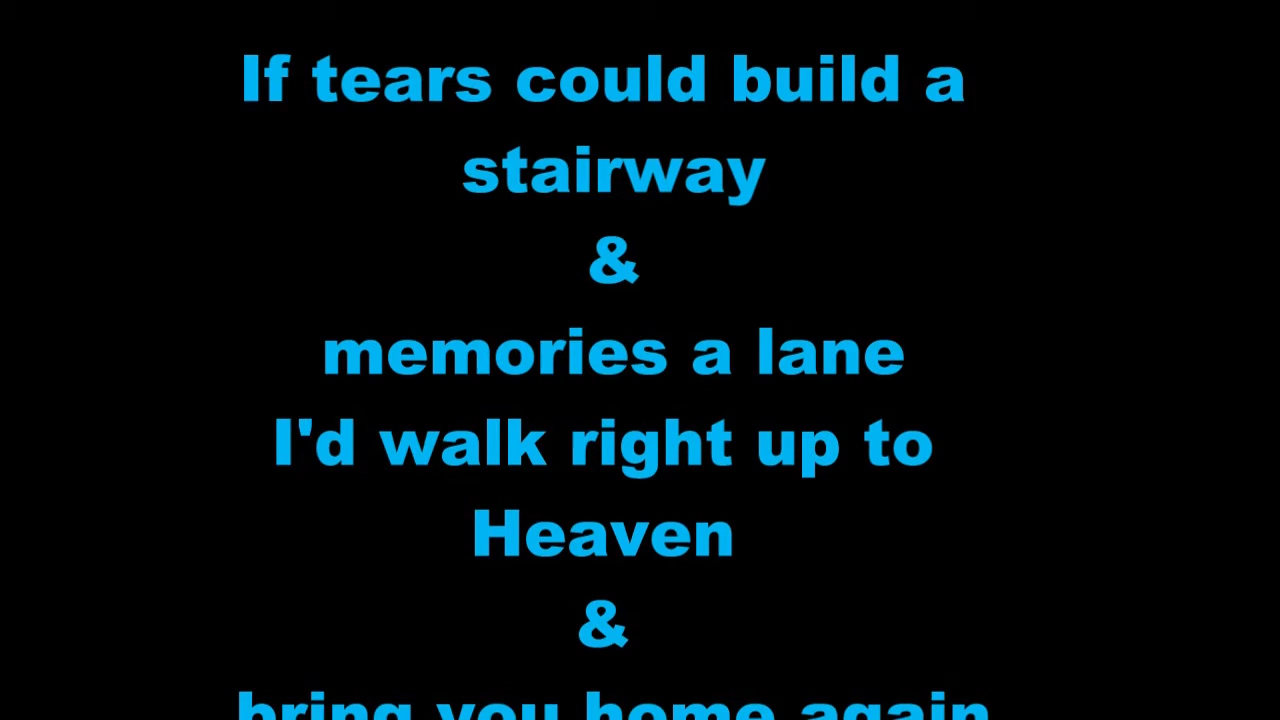 If tears could build a
stairway
&
memories a lane
I'd walk right up to
Heaven
&
bring you home again